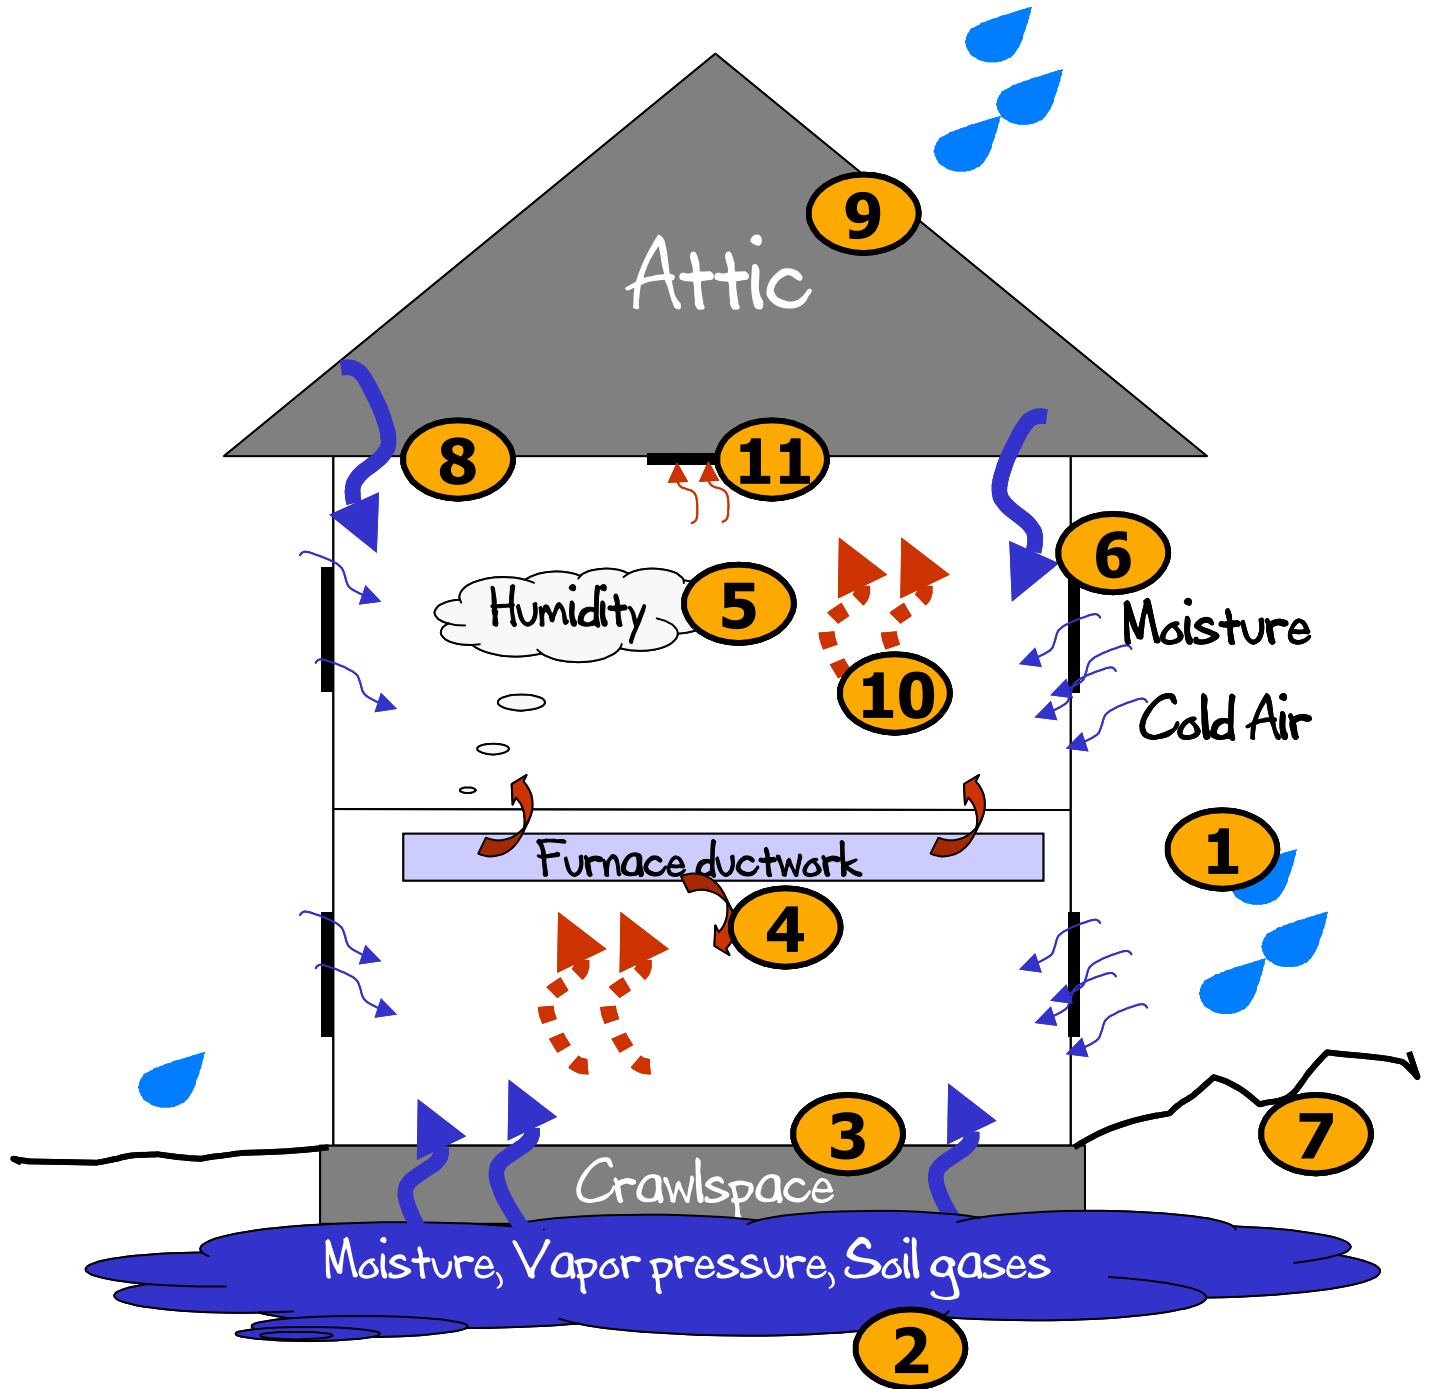 9
Attic
8
11
6
Humidity
5
Moisture
10
Cold Air
1
Furnace ductwork
4
3
7
Crawlspace
Moisture, Vapor pressure, Soil gases
2